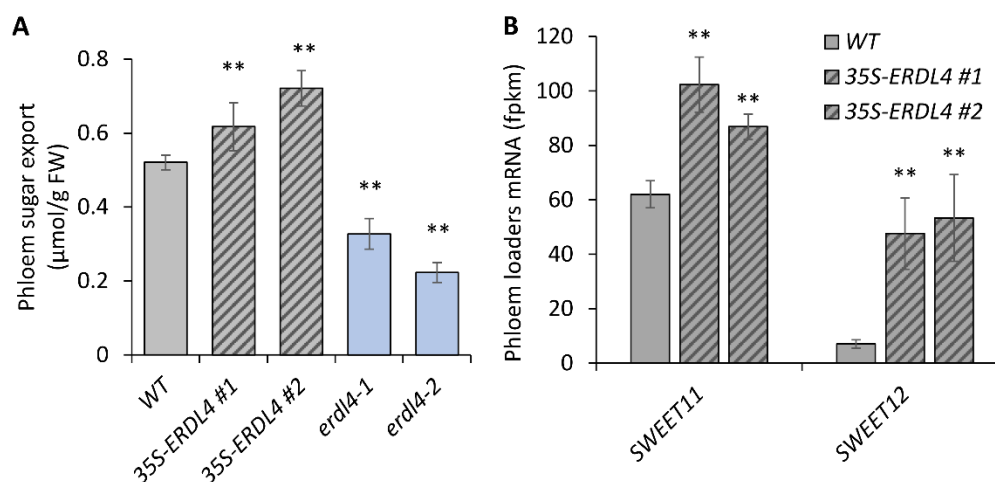 A
Phloem sugar export
(µmol/g FW)
0.8
0.6
0.4
0.2
0
**
**
**
**
WT
35S-ERDL4 #1
35S-ERDL4 #2
erdl4-1
erdl4-2
B
Phloem loaders mRNA (fpkm)
120
100
80
60
40
20
0
**
**
**
**
WT
35S-ERDL4 #1
35S-ERDL4 #2
SWEET11
SWEET12